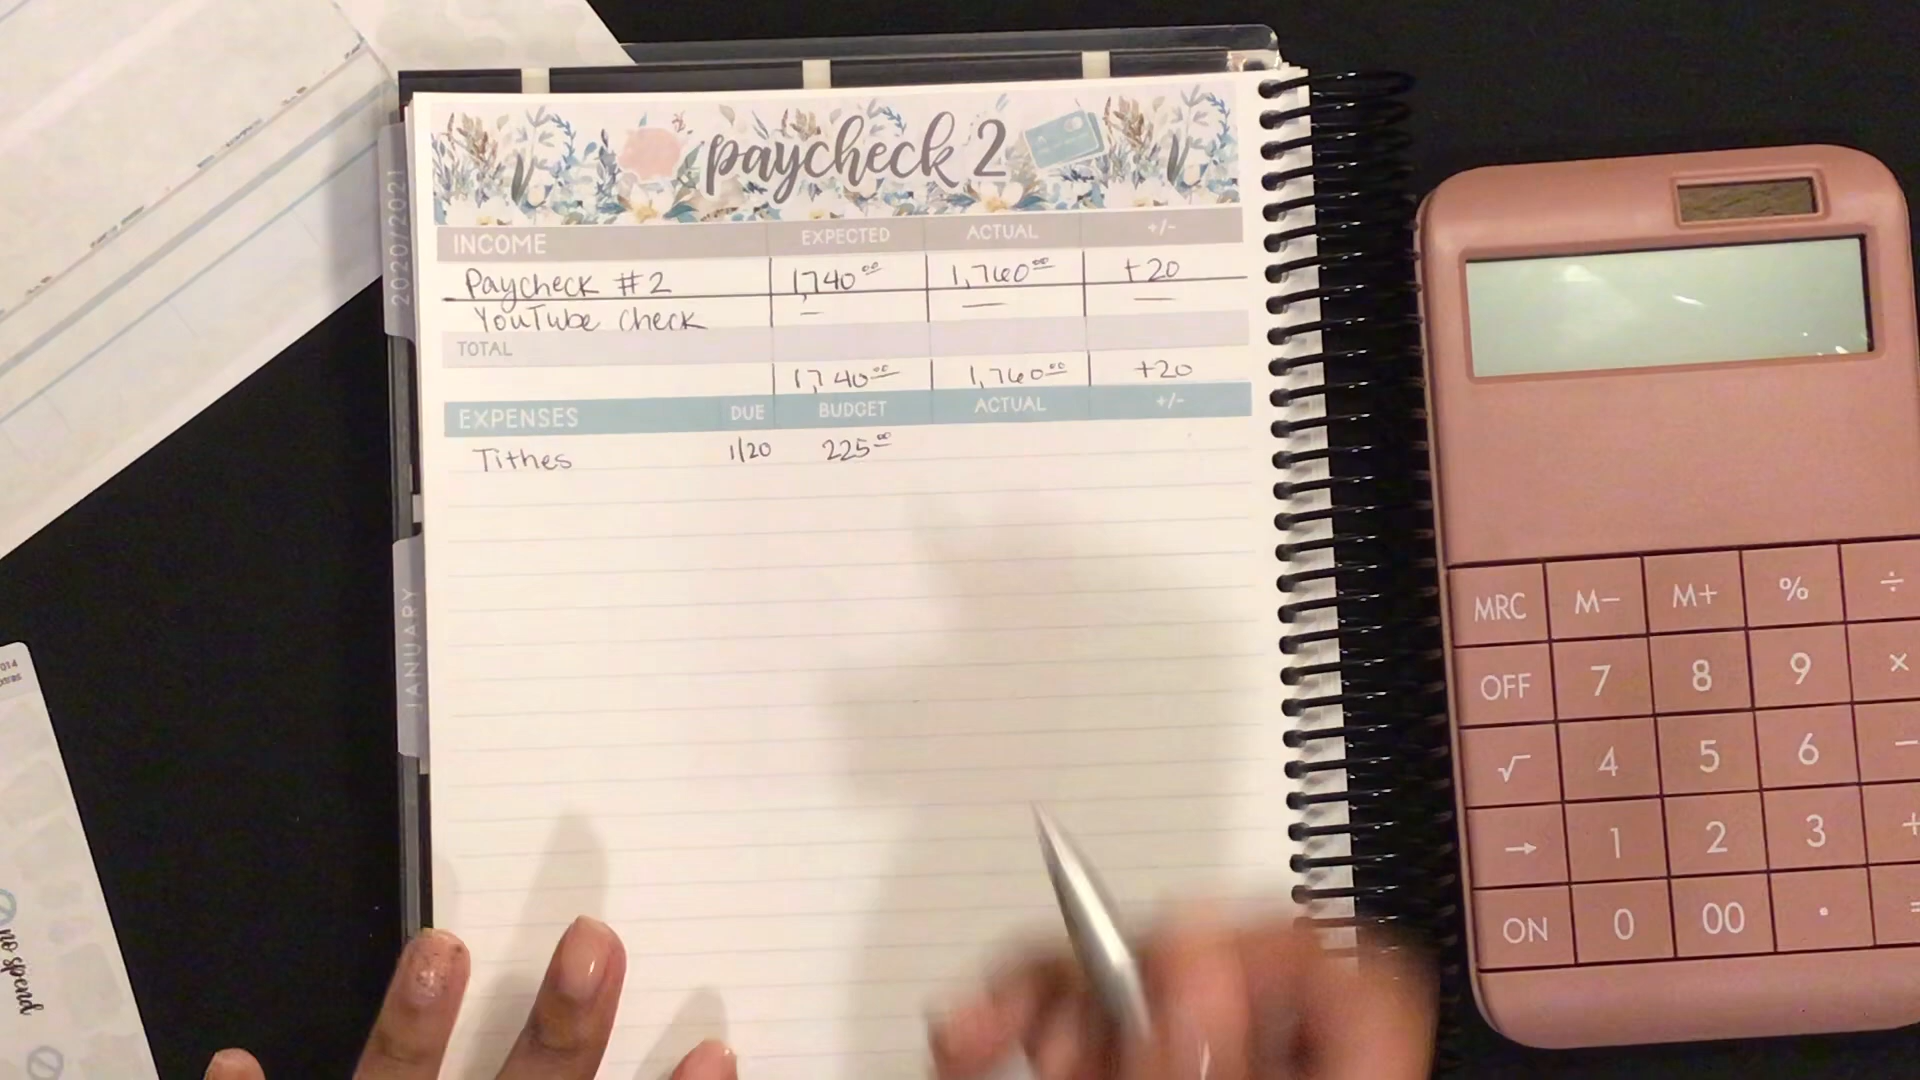 paycheck 2
INCOME EXPECTED ACTUAL +/-
Paycheck #2 1,740.00 1,760.00 +20
YouTube Check — — —
TOTAL
1,740.00 1,760.00 +20
EXPENSES DUE BUDGET ACTUAL +/-
Tithes 1/20 225.00
2020/2021
JANUARY
014
xtras
no spend
MRC M− M+ % ÷
OFF 7 8 9 ×
√ 4 5 6 −
→ 1 2 3 +
ON 0 00 . =